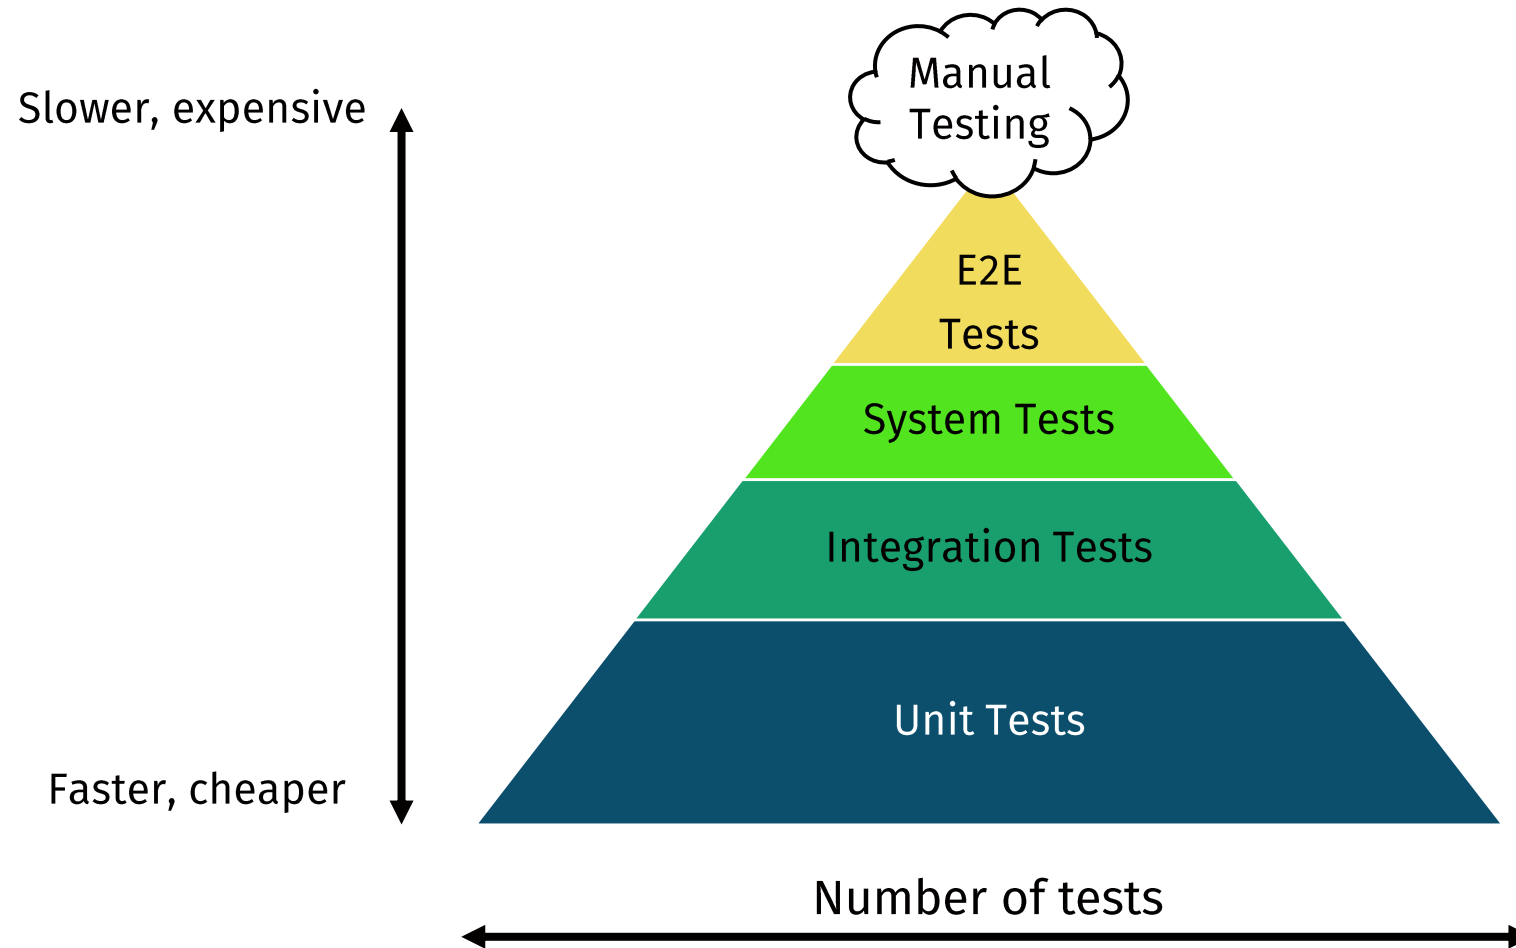 Manual
Testing
Slower, expensive
E2E
Tests
System Tests
Integration Tests
Unit Tests
Faster, cheaper
Number of tests